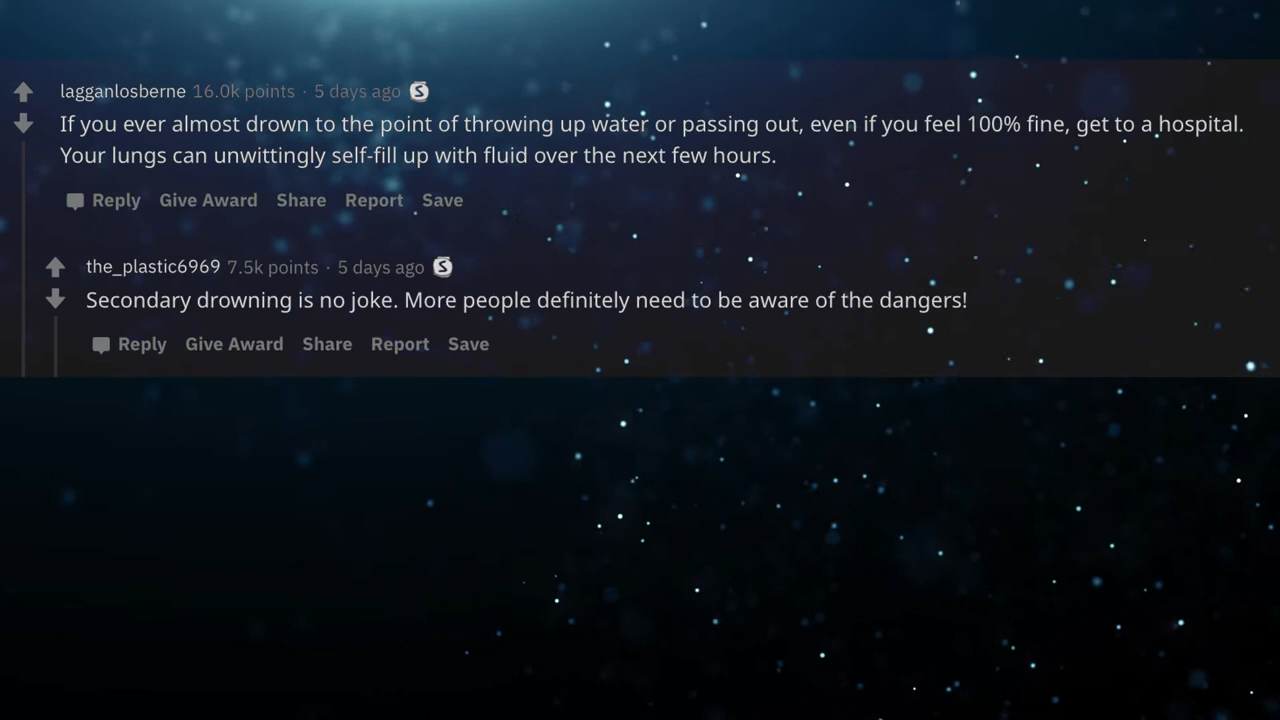 lagganlosberne 16.0k points · 5 days ago S
If you ever almost drown to the point of throwing up water or passing out, even if you feel 100% fine, get to a hospital.
Your lungs can unwittingly self-fill up with fluid over the next few hours.
Reply Give Award Share Report Save
the_plastic6969 7.5k points · 5 days ago S
Secondary drowning is no joke. More people definitely need to be aware of the dangers!
Reply Give Award Share Report Save